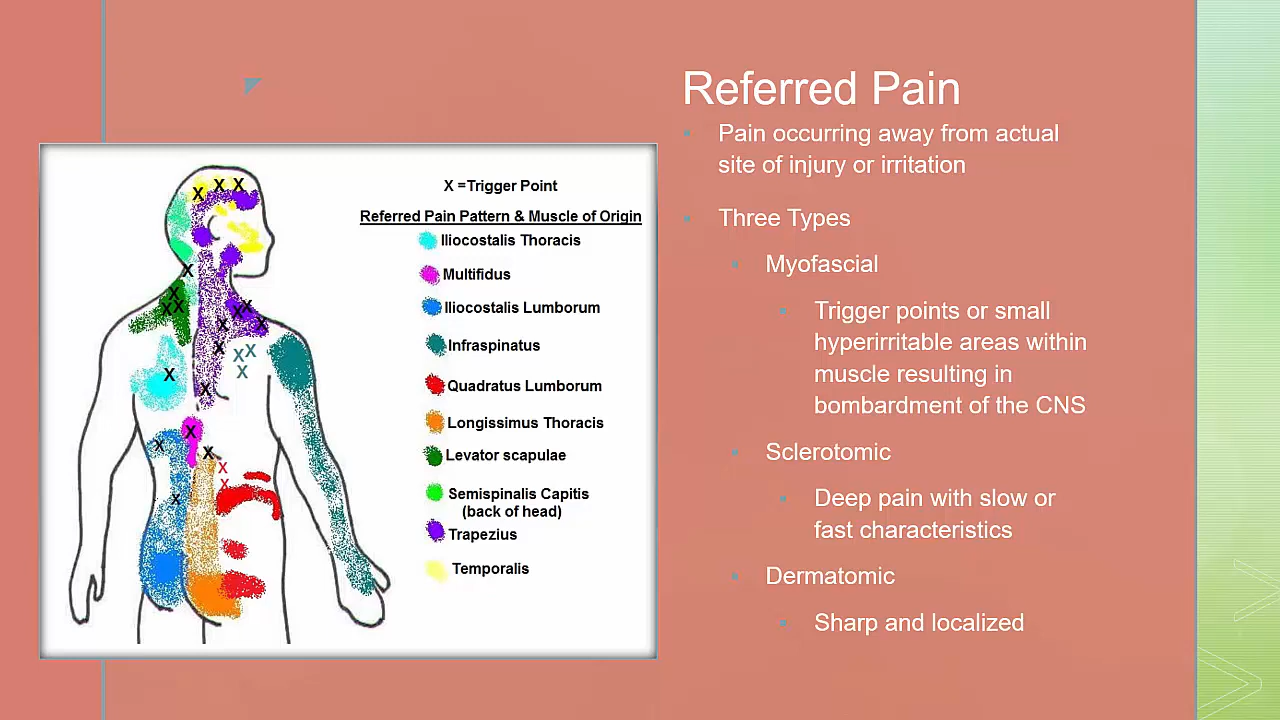 Referred Pain
Pain occurring away from actual
site of injury or irritation
Three Types
Myofascial
Trigger points or small
hyperirritable areas within
muscle resulting in
bombardment of the CNS
Sclerotomic
Deep pain with slow or
fast characteristics
Dermatomic
Sharp and localized
X =Trigger Point
Referred Pain Pattern & Muscle of Origin
Iliocostalis Thoracis
Multifidus
Iliocostalis Lumborum
Infraspinatus
Quadratus Lumborum
Longissimus Thoracis
Levator scapulae
Semispinalis Capitis
(back of head)
Trapezius
Temporalis